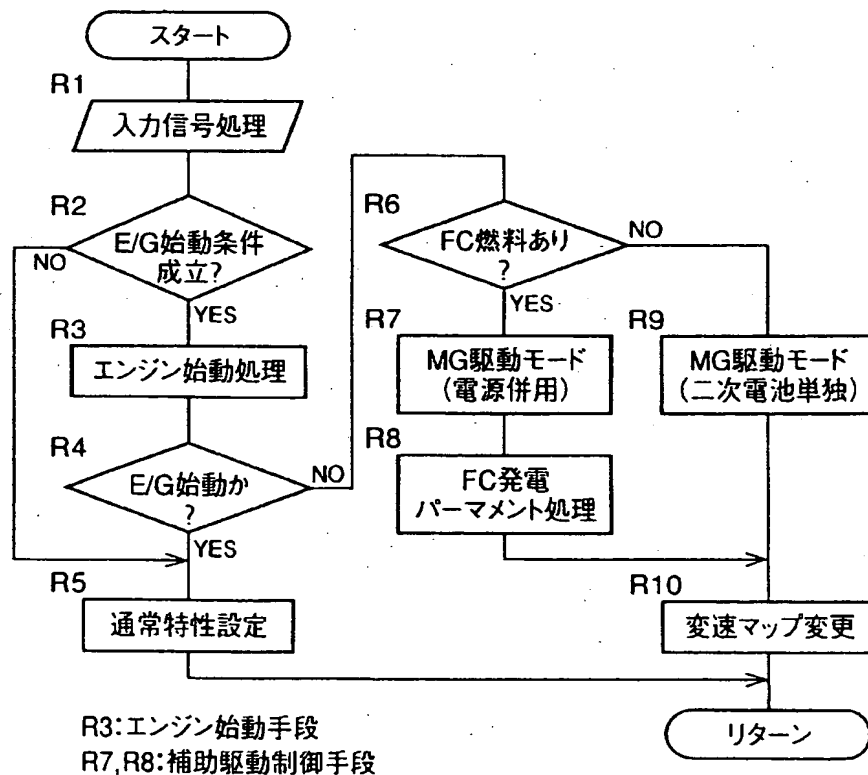 スタート
R1
入力信号処理
R2
E/G始動条件
成立?
NO
YES
R3
エンジン始動処理
R4
E/G始動か
?
NO
YES
R5
通常特性設定
R6
FC燃料あり
?
NO
YES
R7
MG駆動モード
(電源併用)
R8
FC発電
パーマメント処理
R9
MG駆動モード
(二次電池単独)
R10
変速マップ変更
リターン
R3:エンジン始動手段
R7,R8:補助駆動制御手段